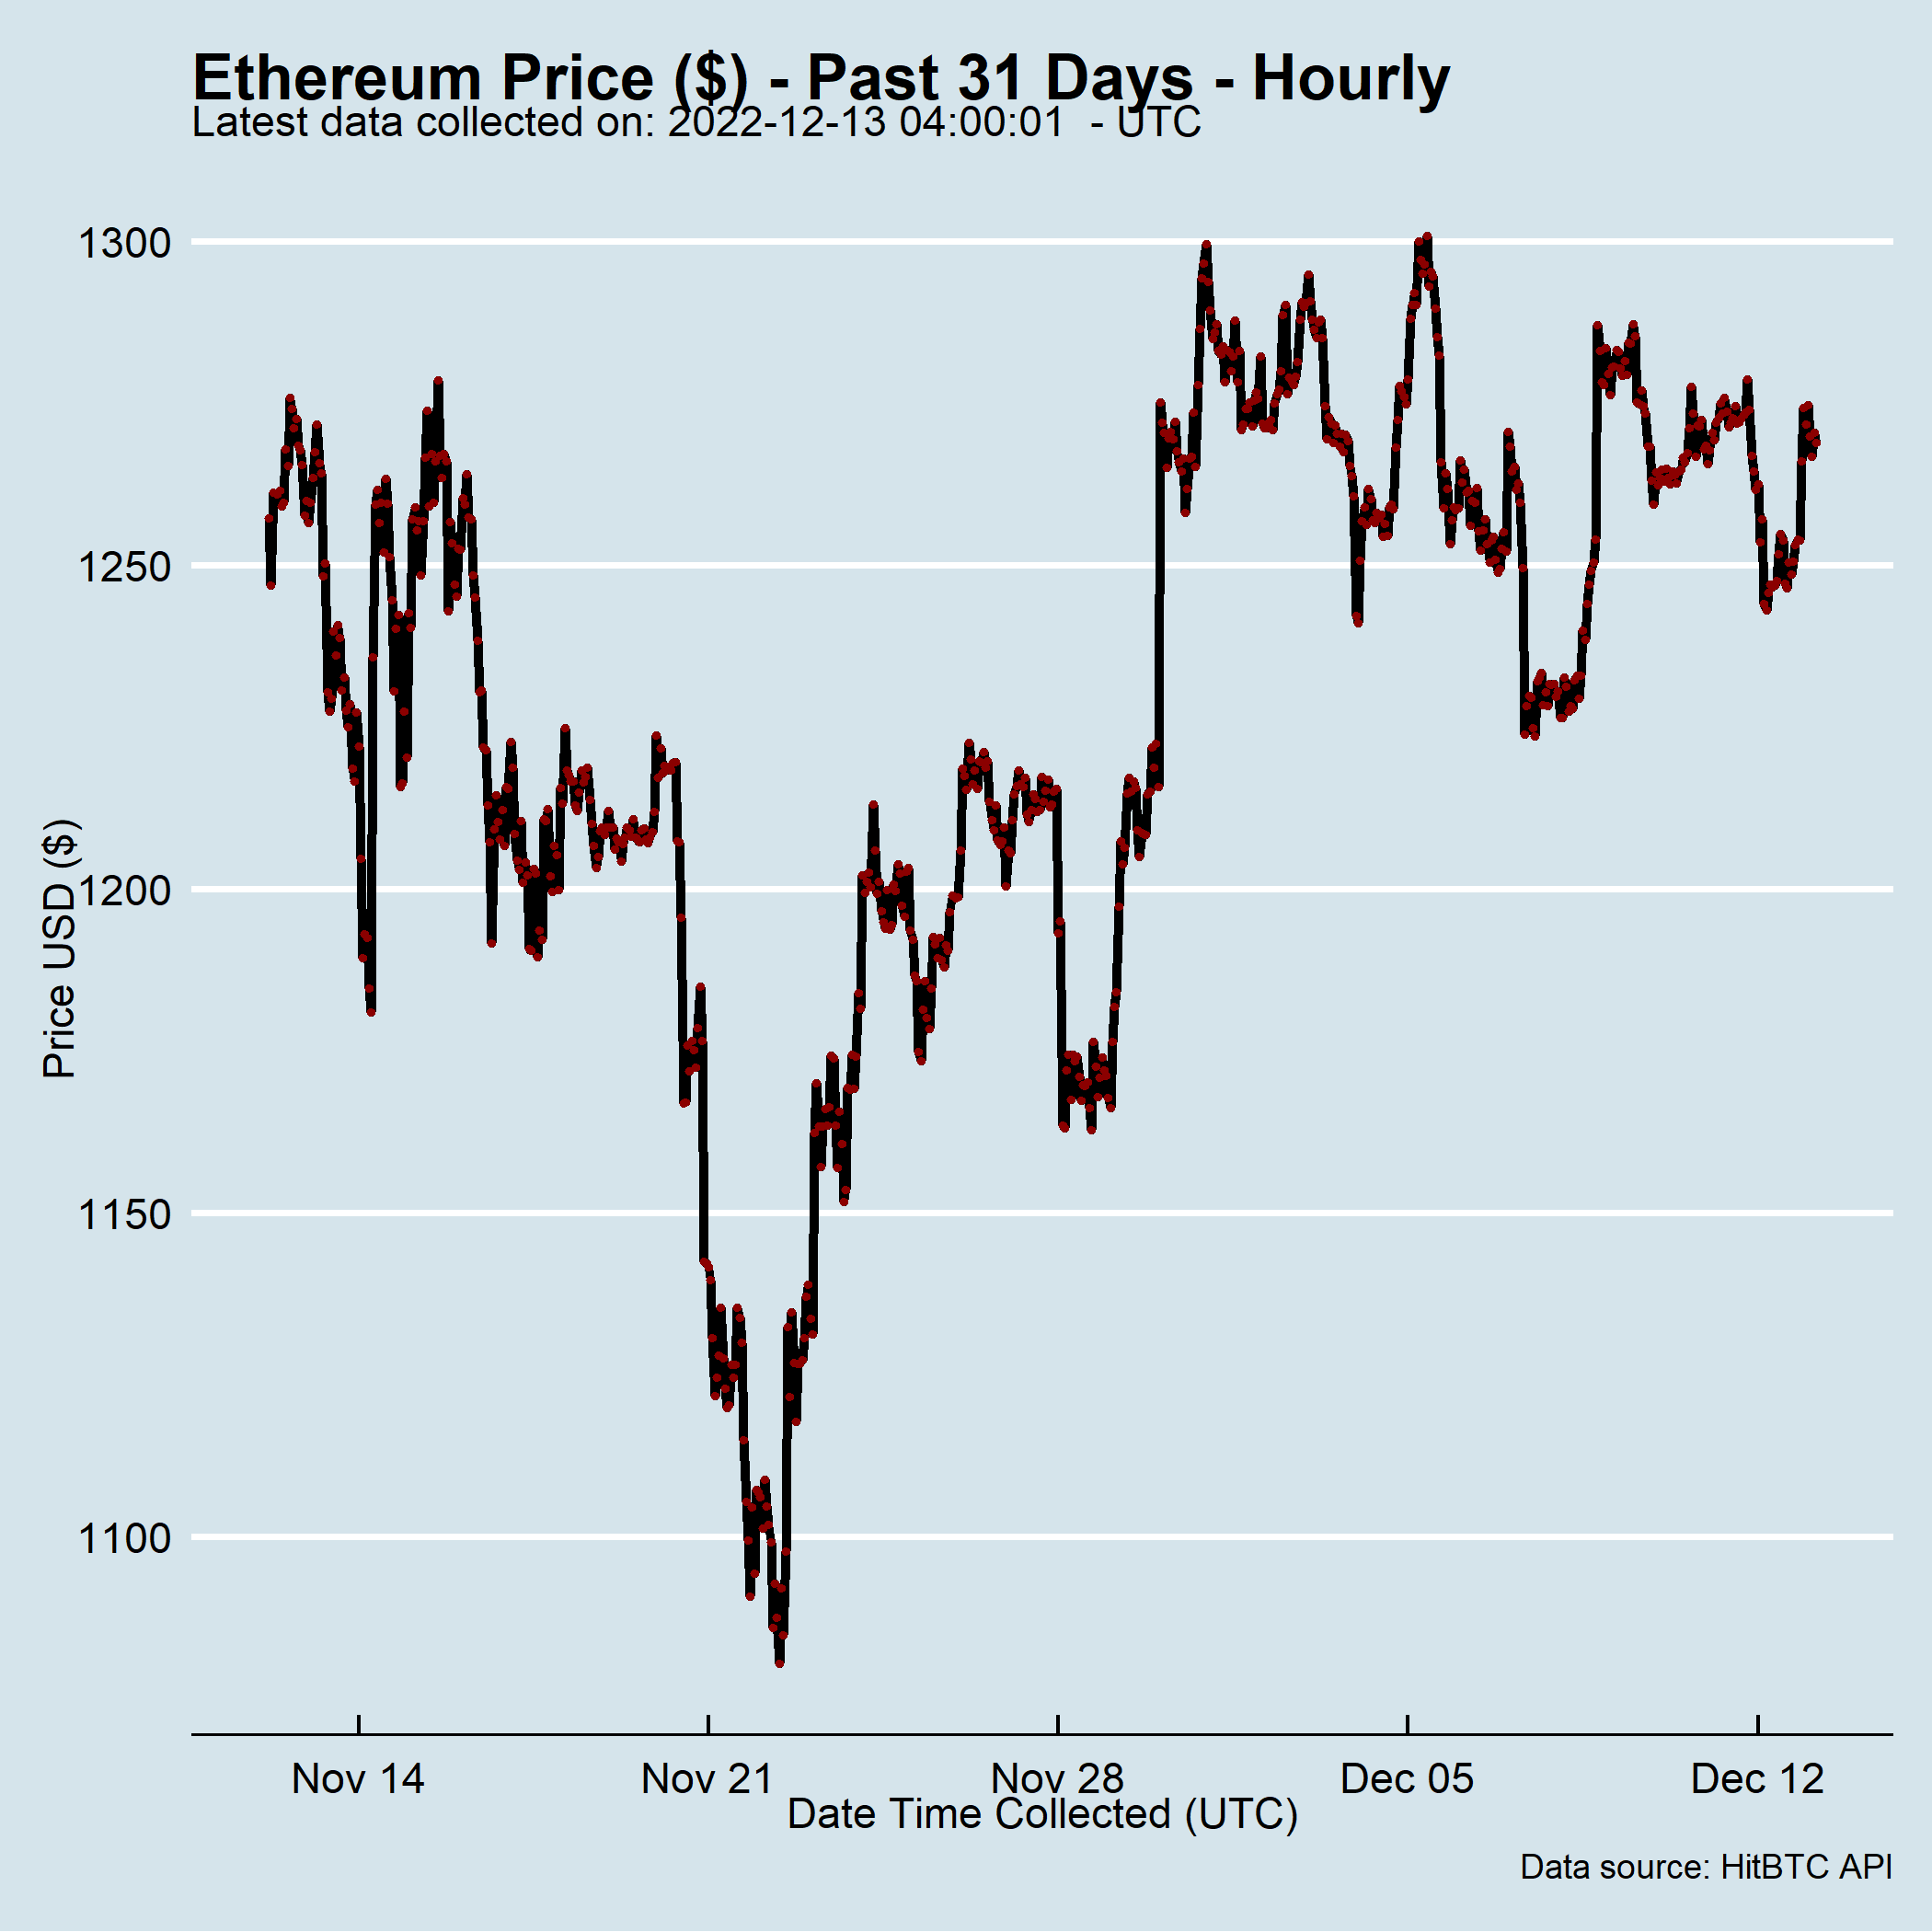 Ethereum Price ($) - Past 31 Days - Hourly
Latest data collected on: 2022-12-13 04:00:01  - UTC
1300
1250
1200
1150
1100
Price USD ($)
Nov 14 Nov 21 Nov 28 Dec 05 Dec 12
Date Time Collected (UTC)
Data source: HitBTC API